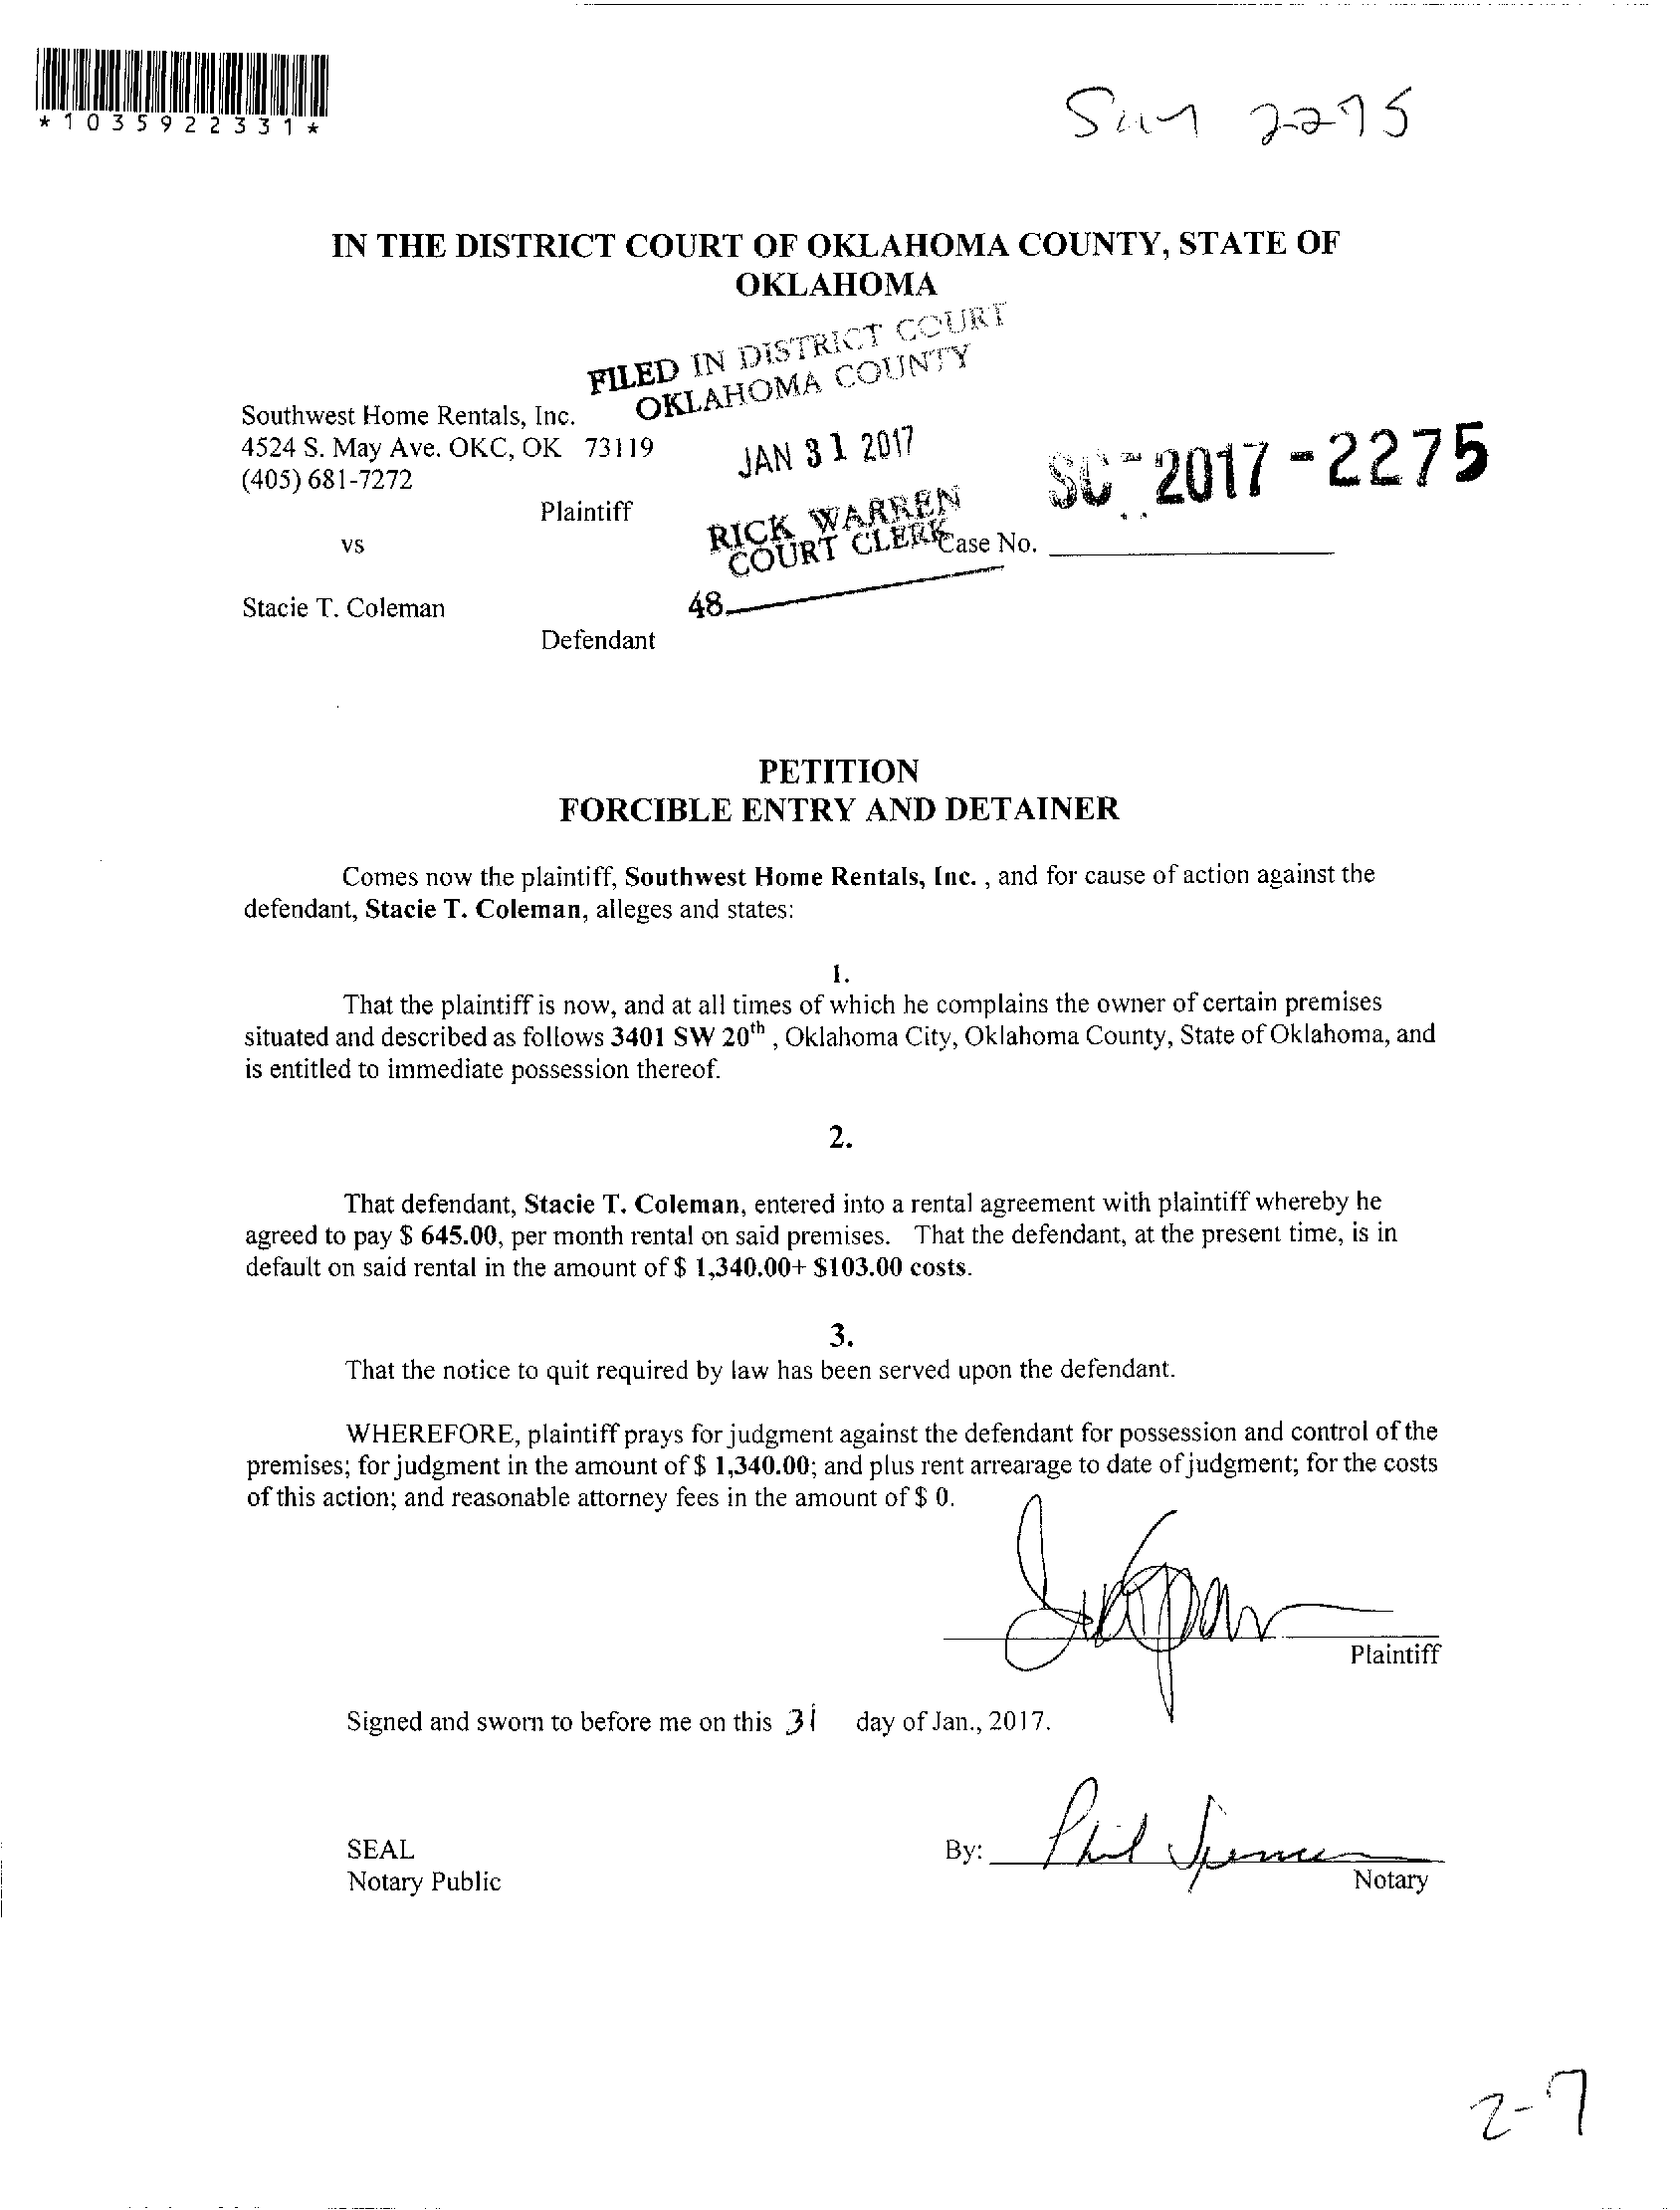 *1035922331*
2275
IN THE DISTRICT COURT OF OKLAHOMA COUNTY, STATE OF
OKLAHOMA
FILED IN DISTRICT COURT
OKLAHOMA COUNTY
JAN 31 2017
RICK WARREN
COURT CLERK
48
Southwest Home Rentals, Inc.
4524 S. May Ave. OKC, OK 73119
(405) 681-7272
Plaintiff
vs
SC-2017-2275
Case No.
Stacie T. Coleman
Defendant
PETITION
FORCIBLE ENTRY AND DETAINER
Comes now the plaintiff, Southwest Home Rentals, Inc. , and for cause of action against the
defendant, Stacie T. Coleman, alleges and states:
1.
That the plaintiff is now, and at all times of which he complains the owner of certain premises
situated and described as follows 3401 SW 20th , Oklahoma City, Oklahoma County, State of Oklahoma, and
is entitled to immediate possession thereof.
2.
That defendant, Stacie T. Coleman, entered into a rental agreement with plaintiff whereby he
agreed to pay $ 645.00, per month rental on said premises. That the defendant, at the present time, is in
default on said rental in the amount of $ 1,340.00+ $103.00 costs.
3.
That the notice to quit required by law has been served upon the defendant.
WHEREFORE, plaintiff prays for judgment against the defendant for possession and control of the
premises; for judgment in the amount of $ 1,340.00; and plus rent arrearage to date of judgment; for the costs
of this action; and reasonable attorney fees in the amount of $ 0.
Plaintiff
Signed and sworn to before me on this 31 day of Jan., 2017.
SEAL
Notary Public
By: Phil Spencer
Notary
2-7